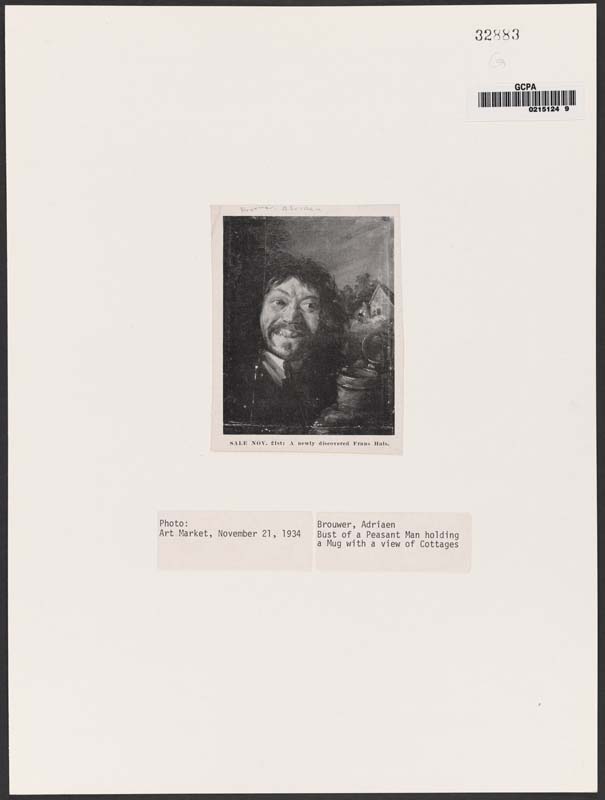 32883
GCPA
0215124 9
Brouwer, Adriaen
SALE NOV. 21st: A newly discovered Frans Hals.
Photo:
Art Market, November 21, 1934
Brouwer, Adriaen
Bust of a Peasant Man holding
a Mug with a view of Cottages